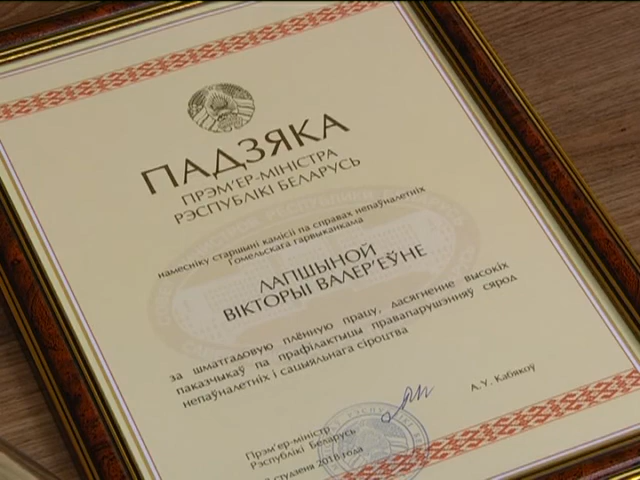 ПАДЗЯКА
ПРЭМ'ЕР-МІНІСТРА
РЭСПУБЛІКІ БЕЛАРУСЬ
намесніку старшыні камісіі па справах непаўналетніх
Гомельскага гарвыканкама
ЛАПШЫНОЙ
ВІКТОРЫІ ВАЛЕР'ЕЎНЕ
за шматгадовую плённую працу, дасягненне высокіх
паказчыкаў па прафілактыцы правапарушэнняў сярод
непаўналетніх і сацыяльнага сіроцтва
Прэм'ер-міністр
Рэспублікі Беларусь
А.У. Кабякоў
студзеня 2018 года